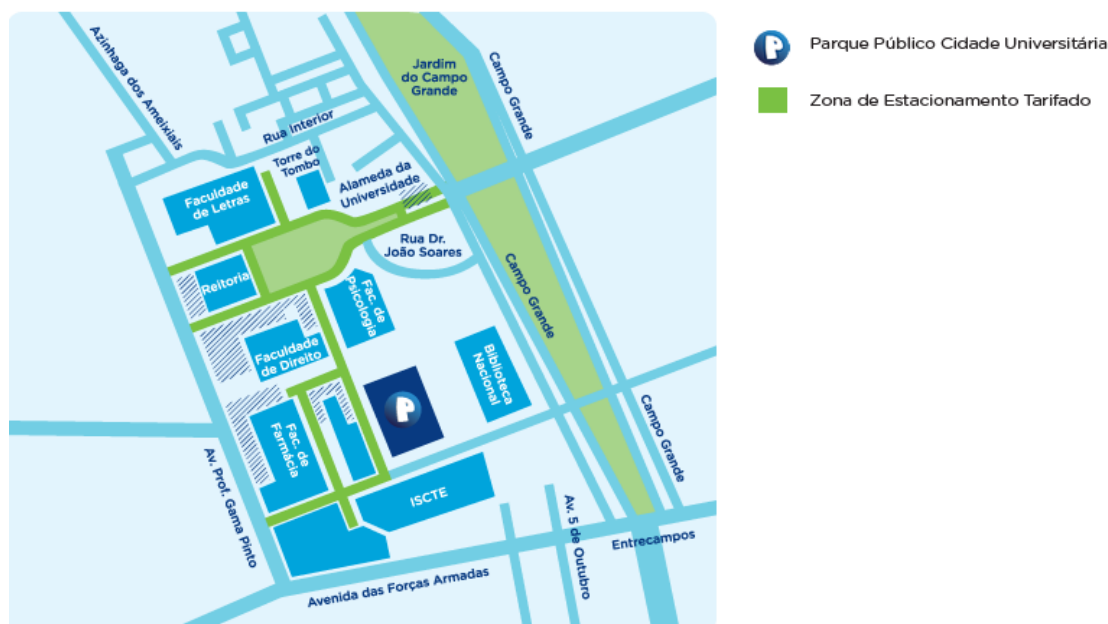 Azinhaga dos Ameixiais
Jardim
do Campo
Grande
Campo Grande
Rua Interior
Torre do
Tombo
Alameda da
Universidade
Faculdade
de Letras
Rua Dr.
João Soares
Reitoria
Fac. de
Psicologia
Campo Grande
Faculdade
de Direito
Biblioteca
Nacional
P
Campo Grande
Fac. de
Farmácia
Av. Prof. Gama Pinto
ISCTE
Av. 5 de Outubro
Entrecampos
Avenida das Forças Armadas
P
Parque Público Cidade Universitária
Zona de Estacionamento Tarifado